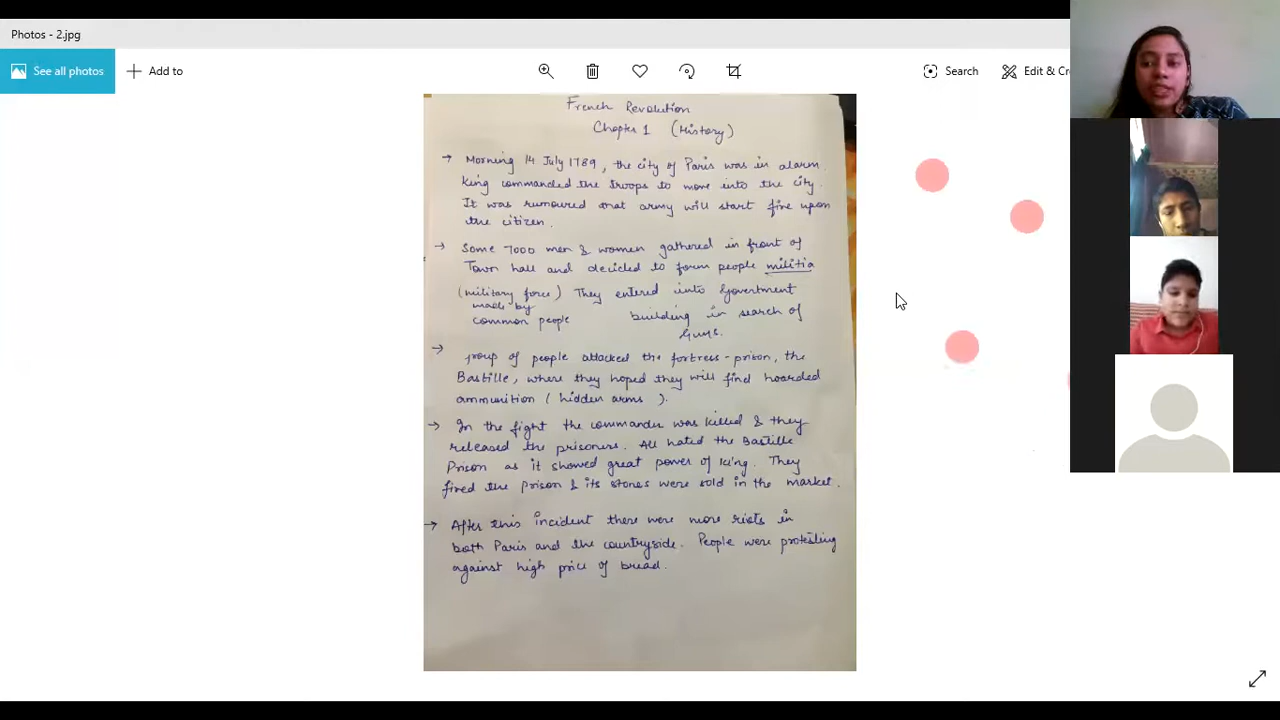 Photos - 2.jpg
See all photos
Add to
Search
Edit & Cr
French Revolution
Chapter 1 (History)
→ Morning 14 July 1789, the city of Paris was in alarm.
King commanded the troops to move into the city.
It was rumoured that army will start fire upon
the citizen.
→ Some 7000 men & women gathered in front of
Town hall and decided to form people militia
(military force) They entered into Government
made by
common people building in search of
Guns.
→ group of people attacked the fortress-prison, the
Bastille, where they hoped they will find hoarded
ammunition (hidden arms ).
→ In the fight the commander was killed & they
released the prisoners. All hated the Bastille
Prison as it showed great power of King. They
fired the prison & its stones were sold in the market.
→ After this incident there were more riots in
both Paris and the countryside. People were protesting
against high price of bread.